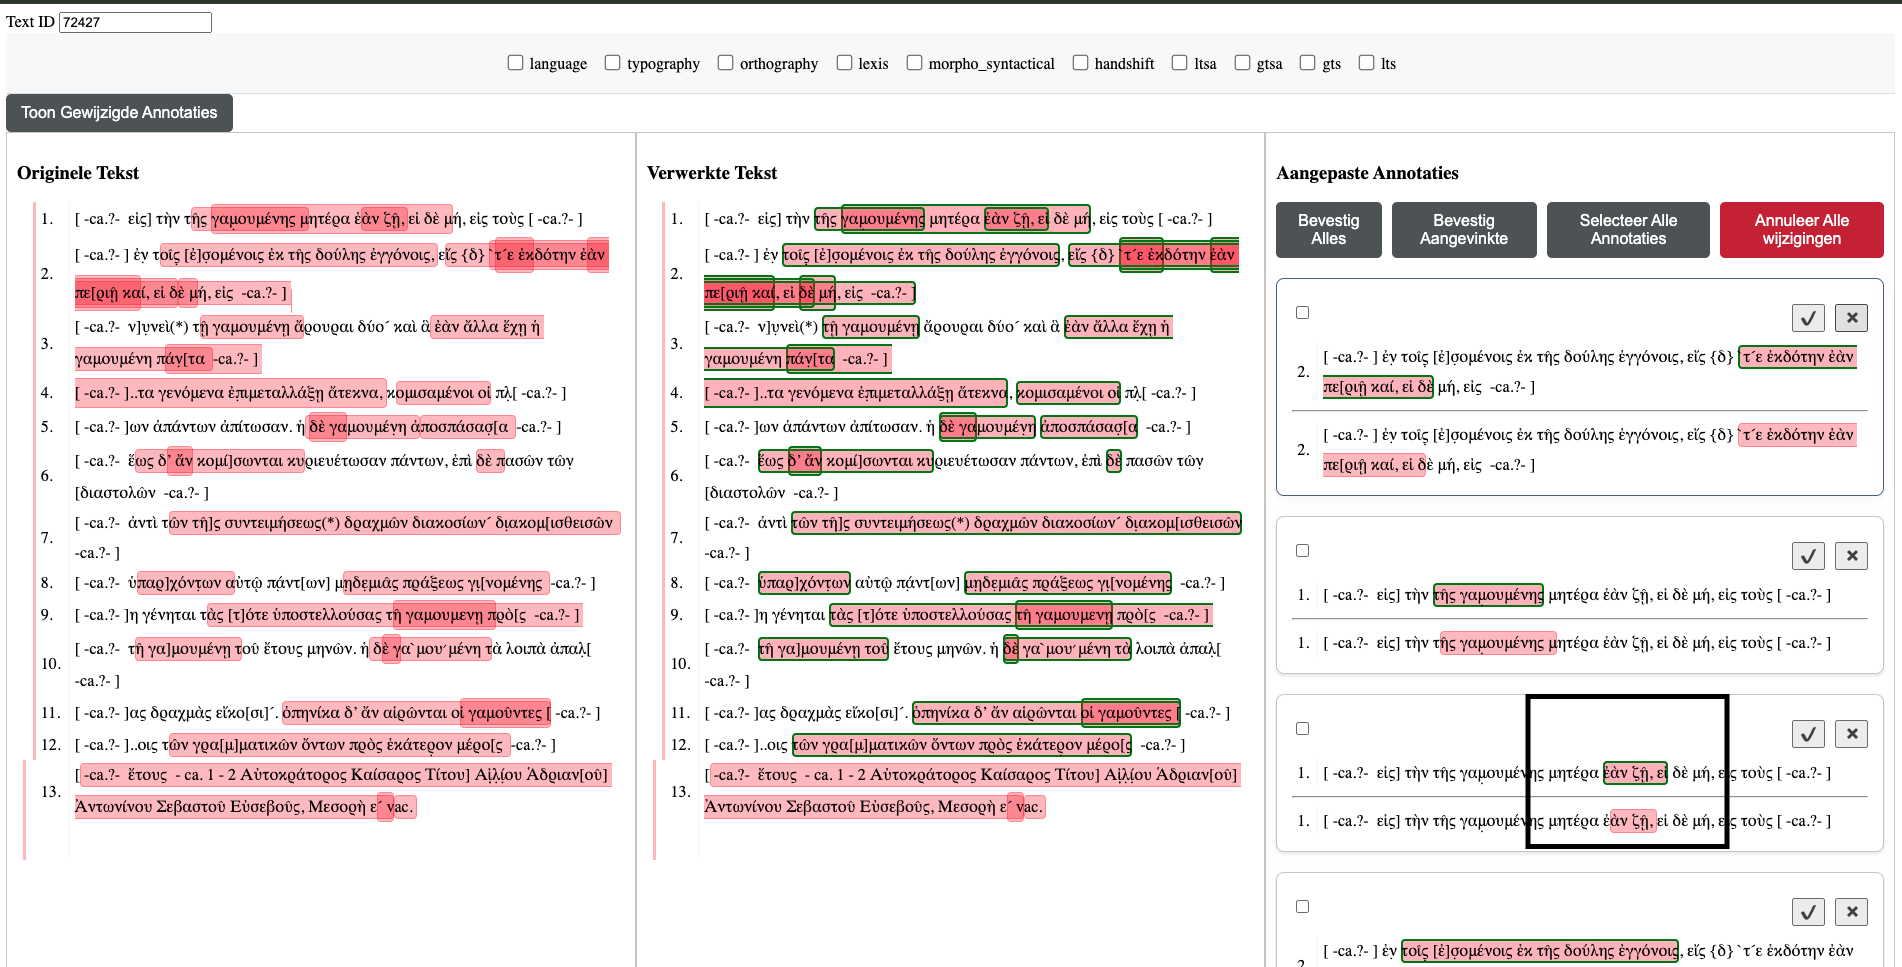 Text ID 72427
language typography orthography lexis morpho_syntactical handshift ltsa gtsa gts lts
Toon Gewijzigde Annotaties
Originele Tekst
1. [ -ca.?- εἰς] τὴν τῆς γαμουμένης μητέρα ἐὰν ζῇ, εἰ δὲ μή, εἰς τοὺς [ -ca.?- ]
2. [ -ca.?- ] ἐν τοῖς [ἐ]σομένοις ἐκ τῆς δούλης ἐγγόνοις, εἴς {δ} `τ´ε ἐκδότην ἐὰν
πε[ριῇ καί, εἰ δὲ μή, εἰς -ca.?- ]
3. [ -ca.?- ν]υνεὶ(*) τῇ γαμουμένῃ ἄρουραι δύο´ καὶ ἃ ἐὰν ἄλλα ἔχῃ ἡ
γαμουμένη πάν[τα -ca.?- ]
4. [ -ca.?- ]..τα γενόμενα ἐπιμεταλλάξῃ ἄτεκνα, κομισαμένοι οἱ πλ[ -ca.?- ]
5. [ -ca.?- ]ων ἁπάντων ἀπίτωσαν. ἡ δὲ γαμουμένη ἀποσπάσασ[α -ca.?- ]
6. [ -ca.?- ἕως δ’ ἂν κομί]σωνται κυριευέτωσαν πάντων, ἐπὶ δὲ πασῶν τῶν
[διαστολῶν -ca.?- ]
7. [ -ca.?- ἀντὶ τῶν τῆ]ς συντειμήσεως(*) δραχμῶν διακοσίων´ διακομ[ισθεισῶν
-ca.?- ]
8. [ -ca.?- ὑπαρ]χόντων αὐτῷ πάντ[ων] μηδεμιᾶς πράξεως γι[νομένης -ca.?- ]
9. [ -ca.?- ]η γένηται τὰς [τ]ότε ὑποστελλούσας τῇ γαμουμενῃ πρὸ[ς -ca.?- ]
10. [ -ca.?- τῇ γα]μουμένῃ τοῦ ἔτους μηνῶν. ἡ δὲ γα`μου´μένη τὰ λοιπὰ ἀπαλ[
-ca.?- ]
11. [ -ca.?- ]ας δραχμὰς εἴκο[σι]´. ὁπηνίκα δ’ ἂν αἱρῶνται οἱ γαμοῦντες [ -ca.?- ]
12. [ -ca.?- ]..οις τῶν γρα[μ]ματικῶν ὄντων πρὸς ἑκάτερον μέρο[ς -ca.?- ]
13. [ -ca.?- ἔτους - ca. 1 - 2 Αὐτοκράτορος Καίσαρος Τίτου] Αἰλίου Ἁδριαν[οῦ]
Ἀντωνίνου Σεβαστοῦ Εὐσεβοῦς, Μεσορὴ ε´ vac.
Verwerkte Tekst
1. [ -ca.?- εἰς] τὴν τῆς γαμουμένης μητέρα ἐὰν ζῇ, εἰ δὲ μή, εἰς τοὺς [ -ca.?- ]
2. [ -ca.?- ] ἐν τοῖς [ἐ]σομένοις ἐκ τῆς δούλης ἐγγόνοις, εἴς {δ} `τ´ε ἐκδότην ἐὰν
πε[ριῇ καί, εἰ δὲ μή, εἰς -ca.?- ]
3. [ -ca.?- ν]υνεὶ(*) τῇ γαμουμένῃ ἄρουραι δύο´ καὶ ἃ ἐὰν ἄλλα ἔχῃ ἡ
γαμουμένη πάν[τα -ca.?- ]
4. [ -ca.?- ]..τα γενόμενα ἐπιμεταλλάξῃ ἄτεκνα, κομισαμένοι οἱ πλ[ -ca.?- ]
5. [ -ca.?- ]ων ἁπάντων ἀπίτωσαν. ἡ δὲ γαμουμένη ἀποσπάσασ[α -ca.?- ]
6. [ -ca.?- ἕως δ’ ἂν κομί]σωνται κυριευέτωσαν πάντων, ἐπὶ δὲ πασῶν τῶν
[διαστολῶν -ca.?- ]
7. [ -ca.?- ἀντὶ τῶν τῆ]ς συντειμήσεως(*) δραχμῶν διακοσίων´ διακομ[ισθεισῶν
-ca.?- ]
8. [ -ca.?- ὑπαρ]χόντων αὐτῷ πάντ[ων] μηδεμιᾶς πράξεως γι[νομένης -ca.?- ]
9. [ -ca.?- ]η γένηται τὰς [τ]ότε ὑποστελλούσας τῇ γαμουμενῃ πρὸ[ς -ca.?- ]
10. [ -ca.?- τῇ γα]μουμένῃ τοῦ ἔτους μηνῶν. ἡ δὲ γα`μου´μένη τὰ λοιπὰ ἀπαλ[
-ca.?- ]
11. [ -ca.?- ]ας δραχμὰς εἴκο[σι]´. ὁπηνίκα δ’ ἂν αἱρῶνται οἱ γαμοῦντες [ -ca.?- ]
12. [ -ca.?- ]..οις τῶν γρα[μ]ματικῶν ὄντων πρὸς ἑκάτερον μέρο[ς -ca.?- ]
13. [ -ca.?- ἔτους - ca. 1 - 2 Αὐτοκράτορος Καίσαρος Τίτου] Αἰλίου Ἁδριαν[οῦ]
Ἀντωνίνου Σεβαστοῦ Εὐσεβοῦς, Μεσορὴ ε´ vac.
Aangepaste Annotaties
Bevestig Alles
Bevestig Aangevinkte
Selecteer Alle Annotaties
Annuleer Alle wijzigingen
2. [ -ca.?- ] ἐν τοῖς [ἐ]σομένοις ἐκ τῆς δούλης ἐγγόνοις, εἴς {δ} `τ´ε ἐκδότην ἐὰν
πε[ριῇ καί, εἰ δὲ μή, εἰς -ca.?- ]
2. [ -ca.?- ] ἐν τοῖς [ἐ]σομένοις ἐκ τῆς δούλης ἐγγόνοις, εἴς {δ} `τ´ε ἐκδότην ἐὰν
πε[ριῇ καί, εἰ δὲ μή, εἰς -ca.?- ]
1. [ -ca.?- εἰς] τὴν τῆς γαμουμένης μητέρα ἐὰν ζῇ, εἰ δὲ μή, εἰς τοὺς [ -ca.?- ]
1. [ -ca.?- εἰς] τὴν τῆς γαμουμένης μητέρα ἐὰν ζῇ, εἰ δὲ μή, εἰς τοὺς [ -ca.?- ]
1. [ -ca.?- εἰς] τὴν τῆς γαμουμένης μητέρα ἐὰν ζῇ, εἰ δὲ μή, εἰς τοὺς [ -ca.?- ]
1. [ -ca.?- εἰς] τὴν τῆς γαμουμένης μητέρα ἐὰν ζῇ, εἰ δὲ μή, εἰς τοὺς [ -ca.?- ]
2. [ -ca.?- ] ἐν τοῖς [ἐ]σομένοις ἐκ τῆς δούλης ἐγγόνοις, εἴς {δ} `τ´ε ἐκδότην ἐὰν